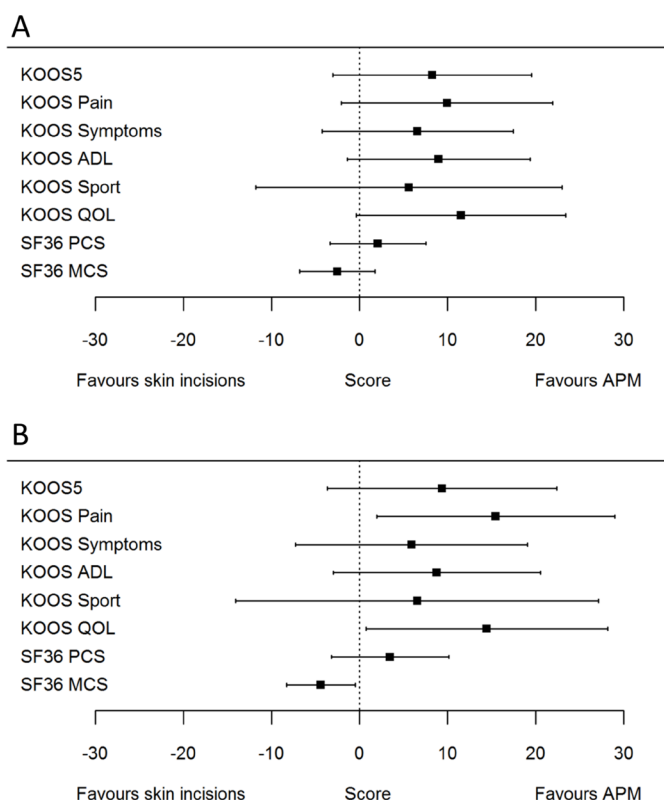 A
KOOS5
KOOS Pain
KOOS Symptoms
KOOS ADL
KOOS Sport
KOOS QOL
SF36 PCS
SF36 MCS
-30 -20 -10 0 10 20 30
Favours skin incisions Score Favours APM
B
KOOS5
KOOS Pain
KOOS Symptoms
KOOS ADL
KOOS Sport
KOOS QOL
SF36 PCS
SF36 MCS
-30 -20 -10 0 10 20 30
Favours skin incisions Score Favours APM